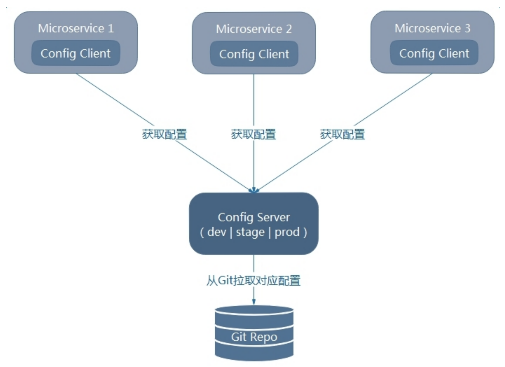 Microservice 1
Config Client
Microservice 2
Config Client
Microservice 3
Config Client
获取配置
获取配置
获取配置
Config Server
( dev | stage | prod )
从Git拉取对应配置
Git Repo